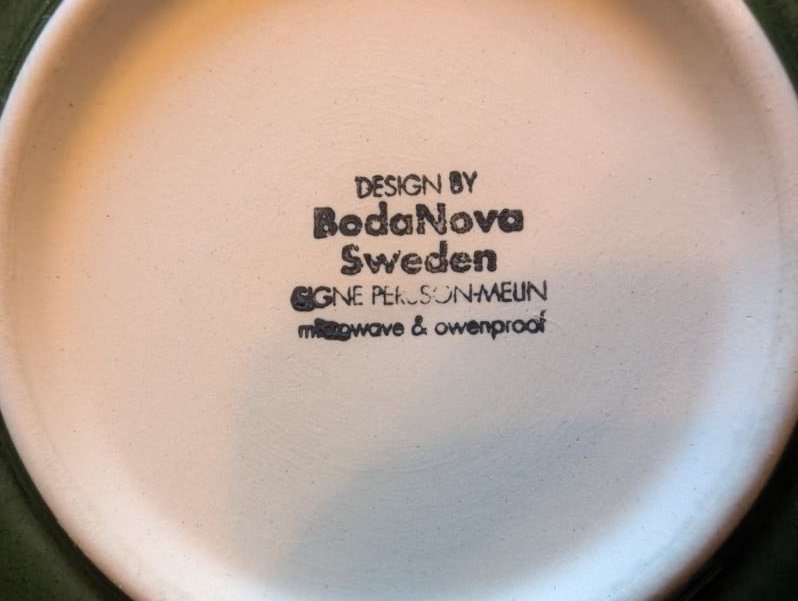 DESIGN BY
BodaNova
Sweden
SIGNE PERSSON-MELIN
microwave & owenproof